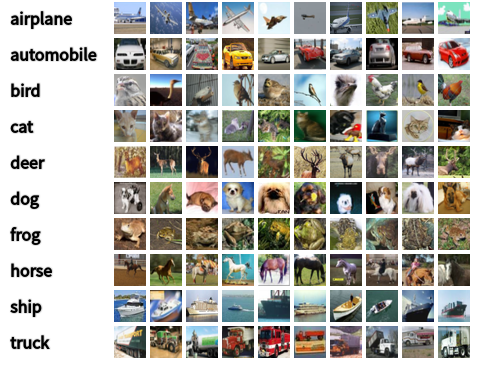 airplane
automobile
bird
cat
deer
dog
frog
horse
ship
truck